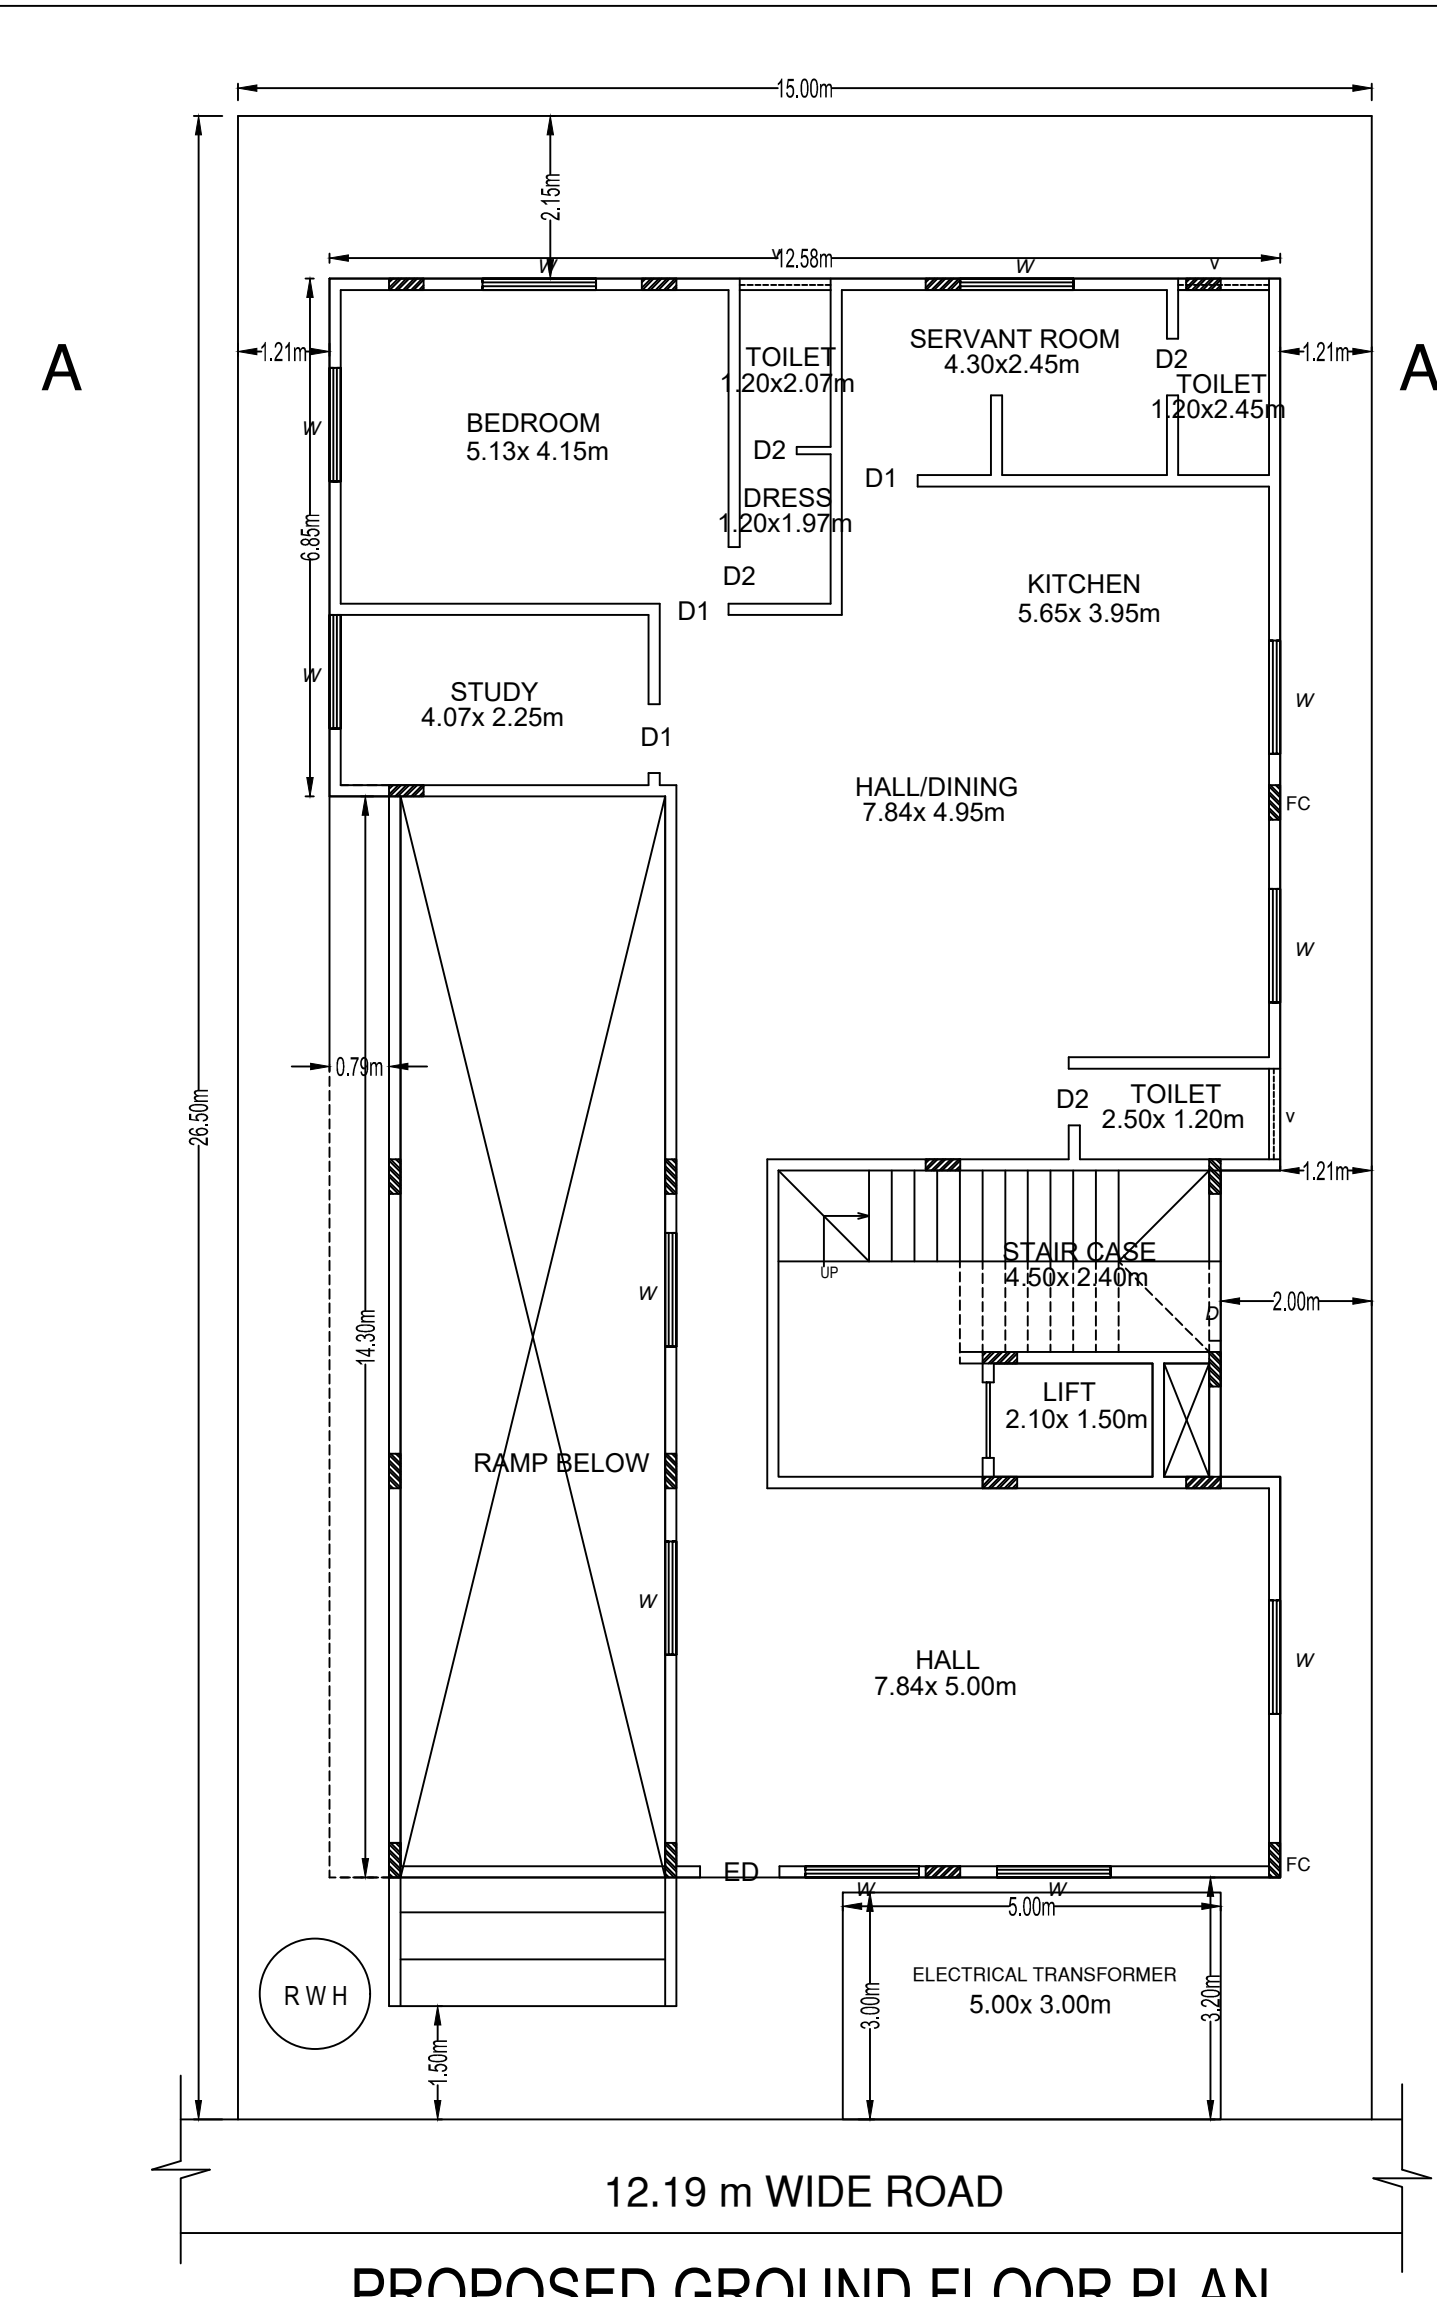 15.00m
2.15m
12.58m
v
W
W
v
A
1.21m
SERVANT ROOM
4.30x2.45m
TOILET
1.20x2.07m
D2
TOILET
1.20x2.45m
1.21m
A
W
BEDROOM
5.13x 4.15m
D2
D1
DRESS
1.20x1.97m
6.85m
D2
KITCHEN
5.65x 3.95m
D1
W
STUDY
4.07x 2.25m
W
D1
HALL/DINING
7.84x 4.95m
FC
W
0.79m
26.50m
D2
TOILET
2.50x 1.20m
v
1.21m
STAIR CASE
4.50x 2.40m
UP
W
D
2.00m
14.30m
LIFT
2.10x 1.50m
RAMP BELOW
W
HALL
7.84x 5.00m
W
ED
FC
W
W
5.00m
ELECTRICAL TRANSFORMER
5.00x 3.00m
3.00m
3.20m
R W H
1.50m
12.19 m WIDE ROAD
PROPOSED GROUND FLOOR PLAN